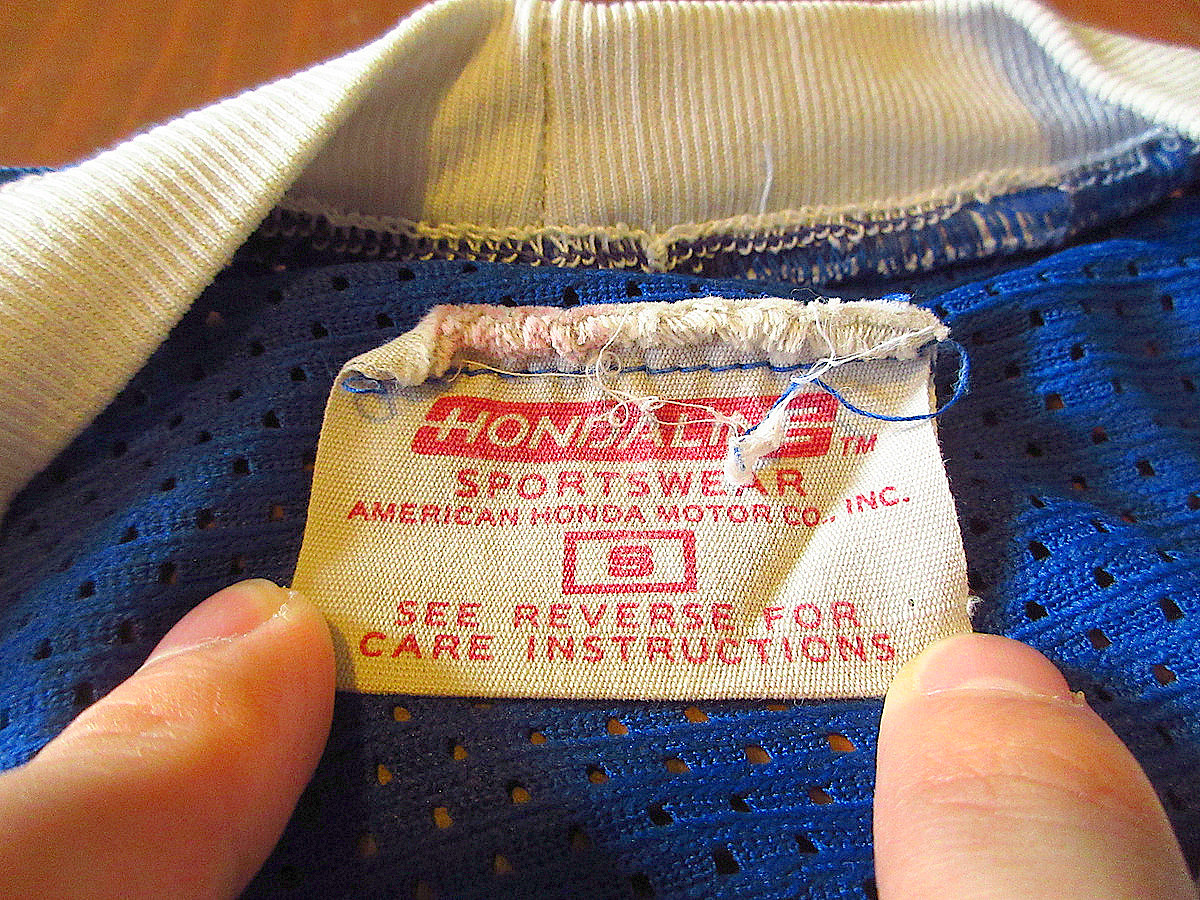 HONDALINE TM
SPORTSWEAR
AMERICAN HONDA MOTOR CO., INC.
S
SEE REVERSE FOR
CARE INSTRUCTIONS